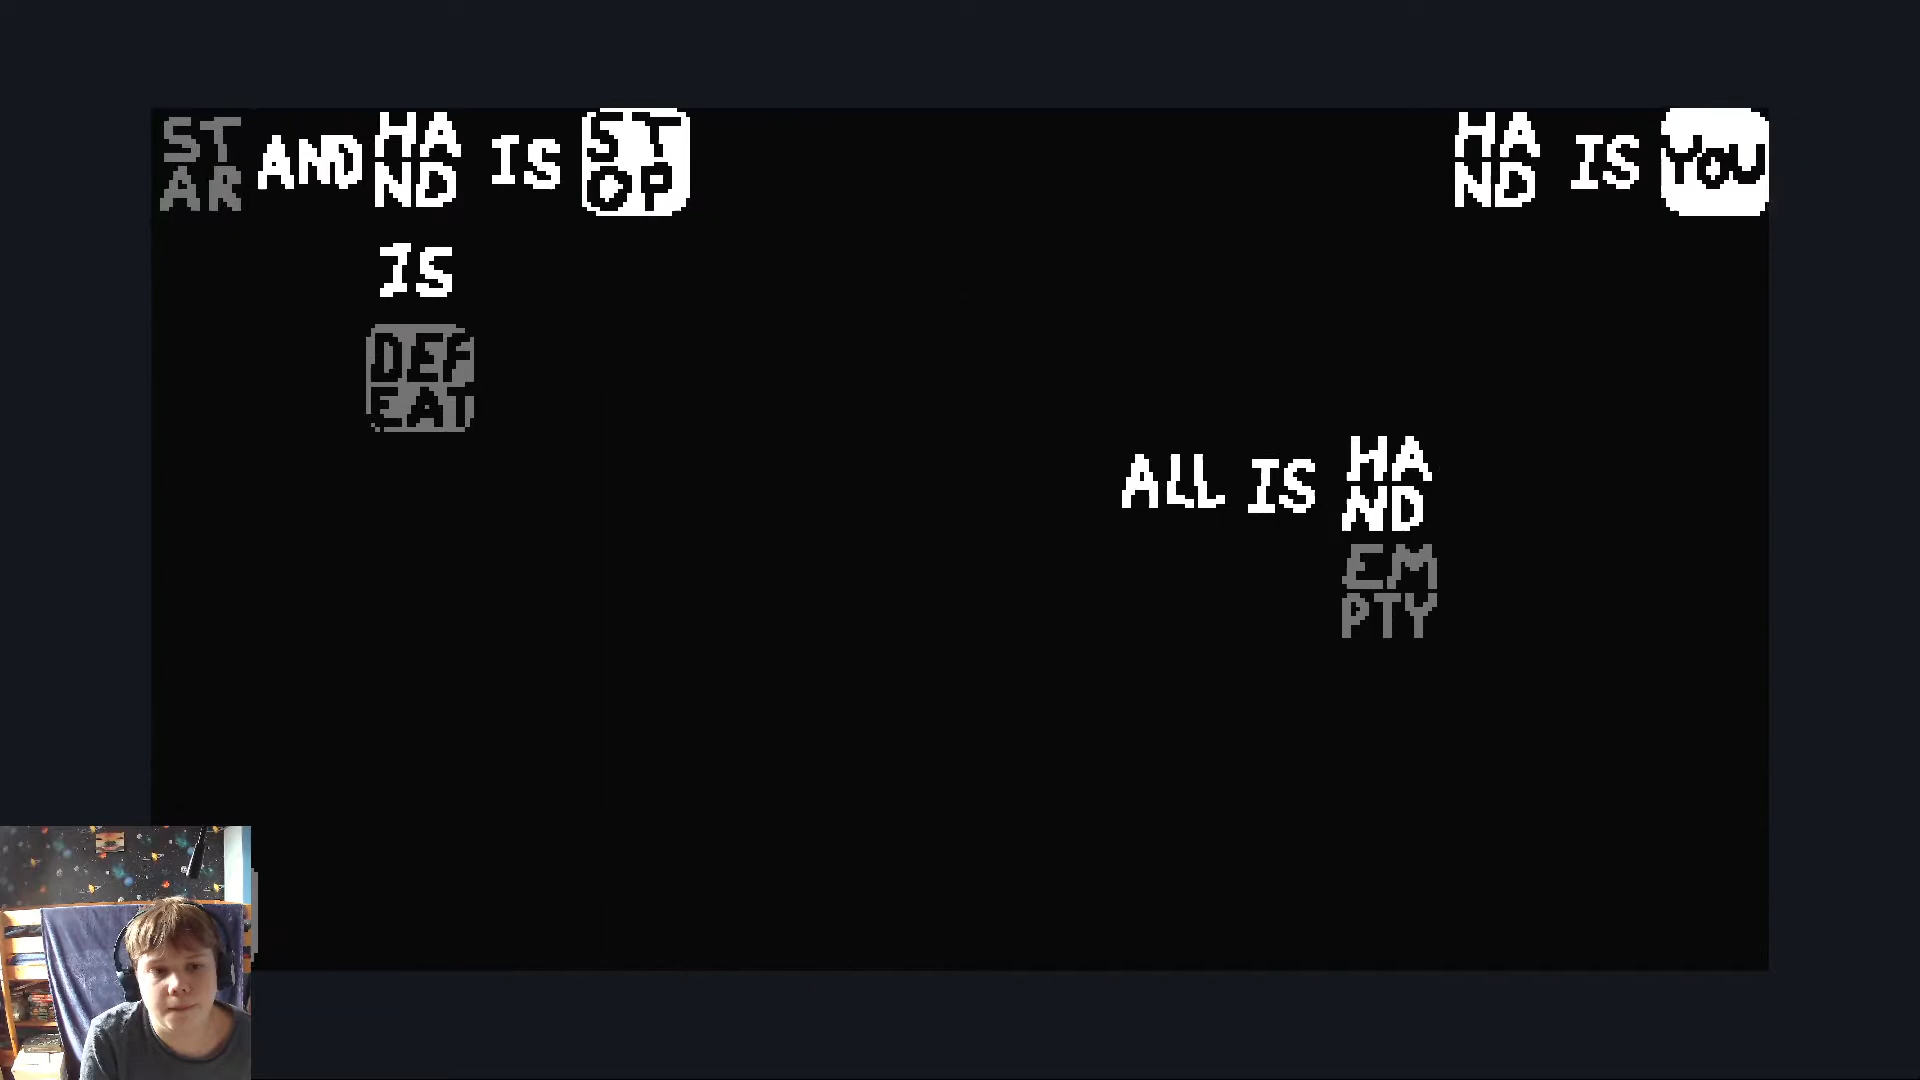 STAR AND HAND IS STOP HAND IS YOU
IS
DEFEAT
ALL IS HAND
EMPTY